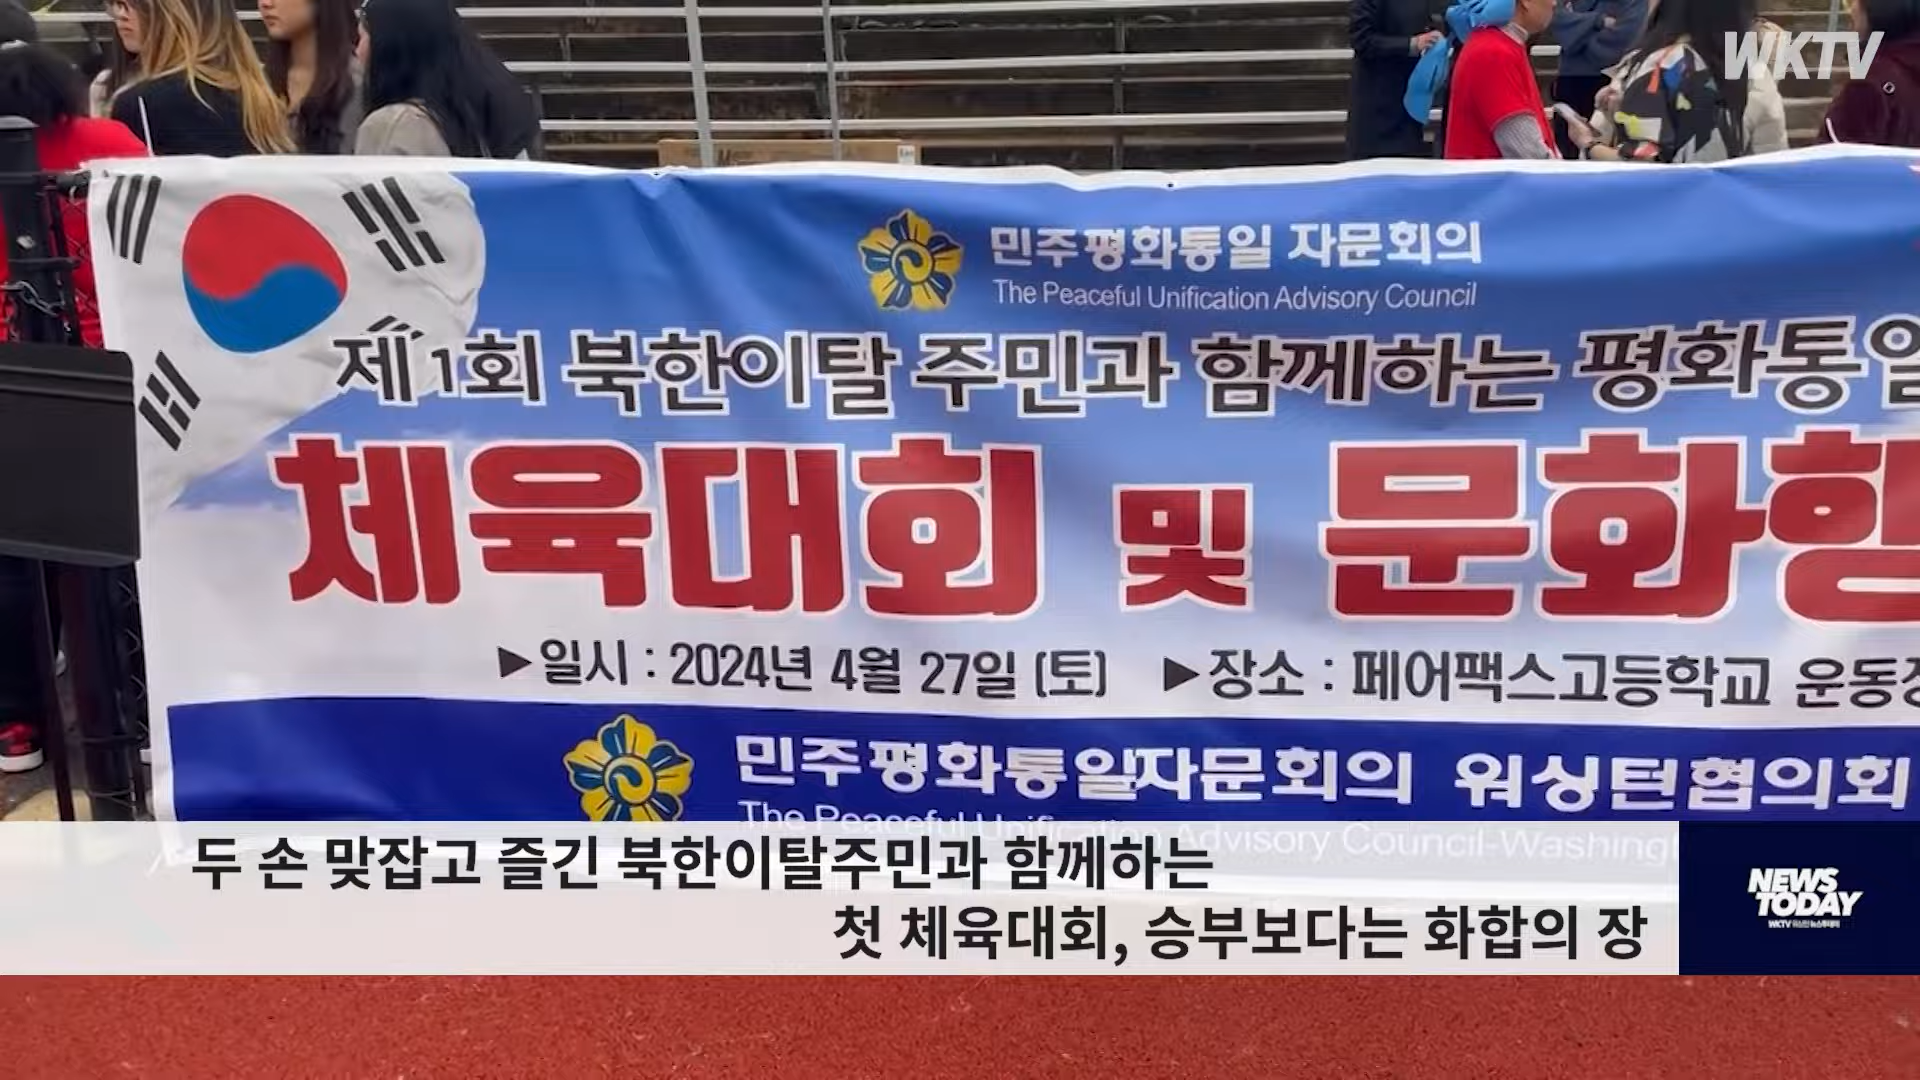 WKTV
민주평화통일 자문회의
The Peaceful Unification Advisory Council
제1회 북한이탈 주민과 함께하는 평화통일
체육대회 및 문화행
▶일시 : 2024년 4월 27일 (토) ▶장소 : 페어팩스고등학교 운동장
민주평화통일자문회의 워싱턴협의회
The Peaceful Unification Advisory Council-Washing
두 손 맞잡고 즐긴 북한이탈주민과 함께하는
첫 체육대회, 승부보다는 화합의 장
NEWS
TODAY